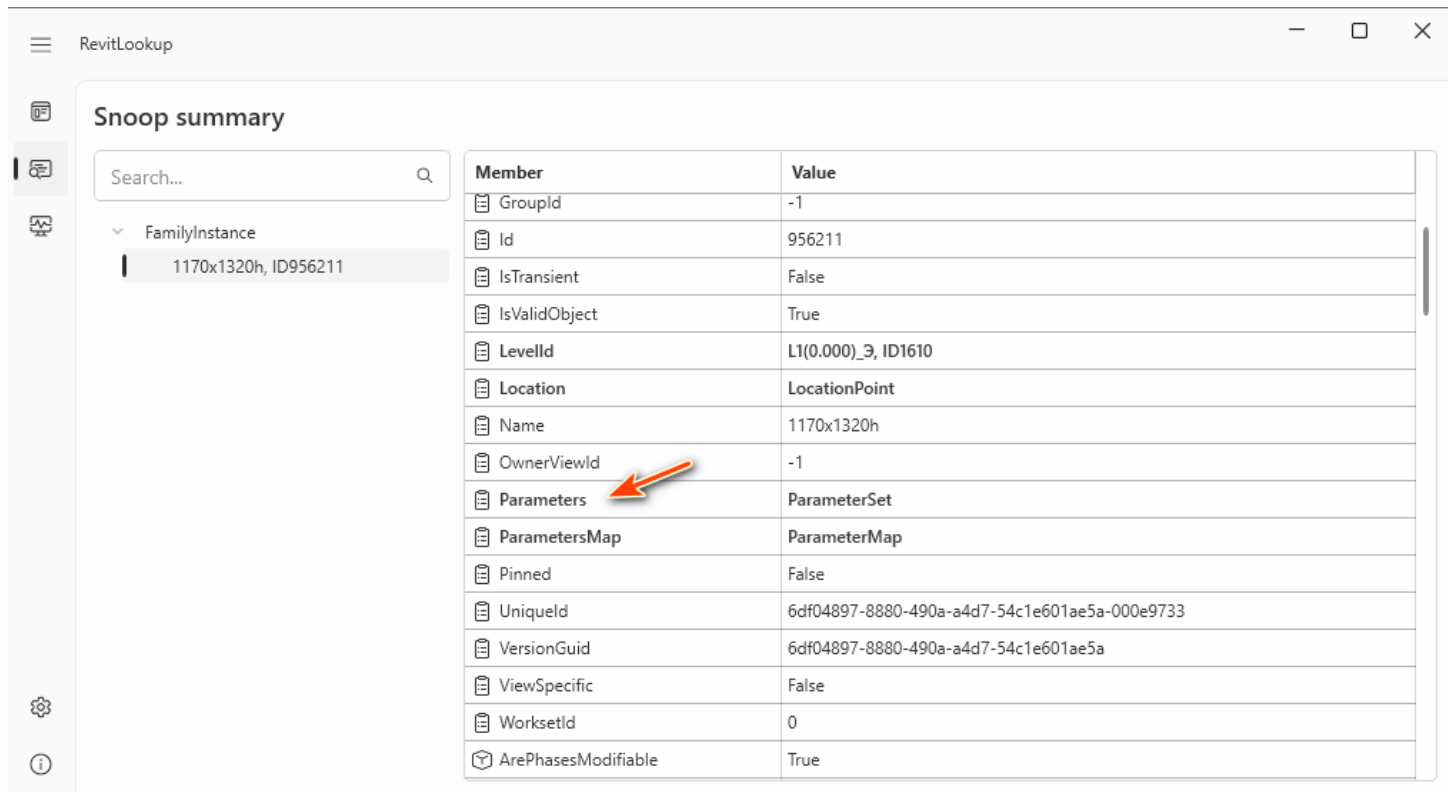 RevitLookup
Snoop summary
Search...
FamilyInstance
1170x1320h, ID956211
Member Value
GroupId -1
Id 956211
IsTransient False
IsValidObject True
LevelId L1(0.000)_Э, ID1610
Location LocationPoint
Name 1170x1320h
OwnerViewId -1
Parameters ParameterSet
ParametersMap ParameterMap
Pinned False
UniqueId 6df04897-8880-490a-a4d7-54c1e601ae5a-000e9733
VersionGuid 6df04897-8880-490a-a4d7-54c1e601ae5a
ViewSpecific False
WorksetId 0
ArePhasesModifiable True